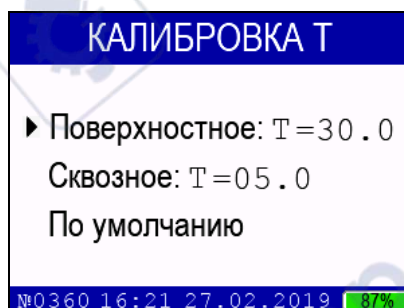 КАЛИБРОВКА Т
Поверхностное: T=30.0
Сквозное: T=05.0
По умолчанию
№0360 16:21 27.02.2019 87%